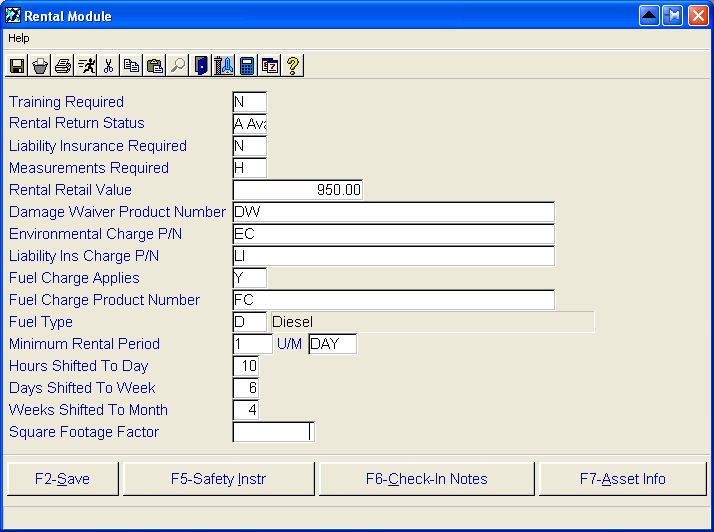 Rental Module
Help
Training Required N
Rental Return Status A Ava
Liability Insurance Required N
Measurements Required H
Rental Retail Value 950.00
Damage Waiver Product Number DW
Environmental Charge P/N EC
Liability Ins Charge P/N LI
Fuel Charge Applies Y
Fuel Charge Product Number FC
Fuel Type D Diesel
Minimum Rental Period 1 U/M DAY
Hours Shifted To Day 10
Days Shifted To Week 6
Weeks Shifted To Month 4
Square Footage Factor
F2-Save F5-Safety Instr F6-Check-In Notes F7-Asset Info